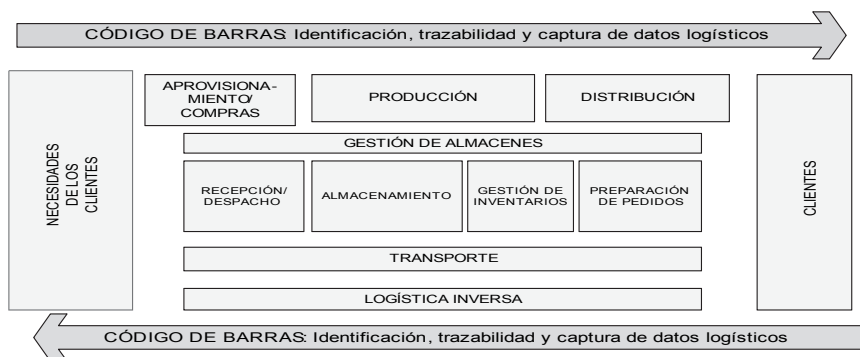 CÓDIGO DE BARRAS: Identificación, trazabilidad y captura de datos logísticos
NECESIDADES
DE LOS
CLIENTES
APROVISIONA-
MIENTO/
COMPRAS
PRODUCCIÓN
DISTRIBUCIÓN
GESTIÓN DE ALMACENES
RECEPCIÓN/
DESPACHO
ALMACENAMIENTO
GESTIÓN DE
INVENTARIOS
PREPARACIÓN
DE PEDIDOS
TRANSPORTE
LOGÍSTICA INVERSA
CLIENTES
CÓDIGO DE BARRAS: Identificación, trazabilidad y captura de datos logísticos